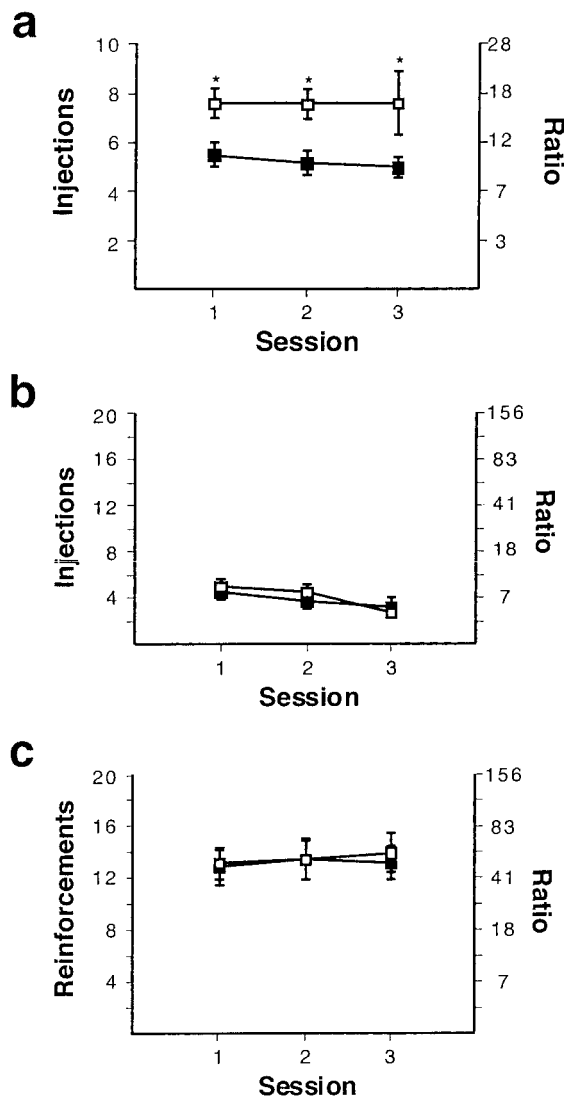 a
Injections
10
8
6
4
2
* * *
28
18
12
7
3
Ratio
1 2 3
Session
b
Injections
20
16
12
8
4
156
83
41
18
7
Ratio
1 2 3
Session
c
Reinforcements
20
16
12
8
4
156
83
41
18
7
Ratio
1 2 3
Session